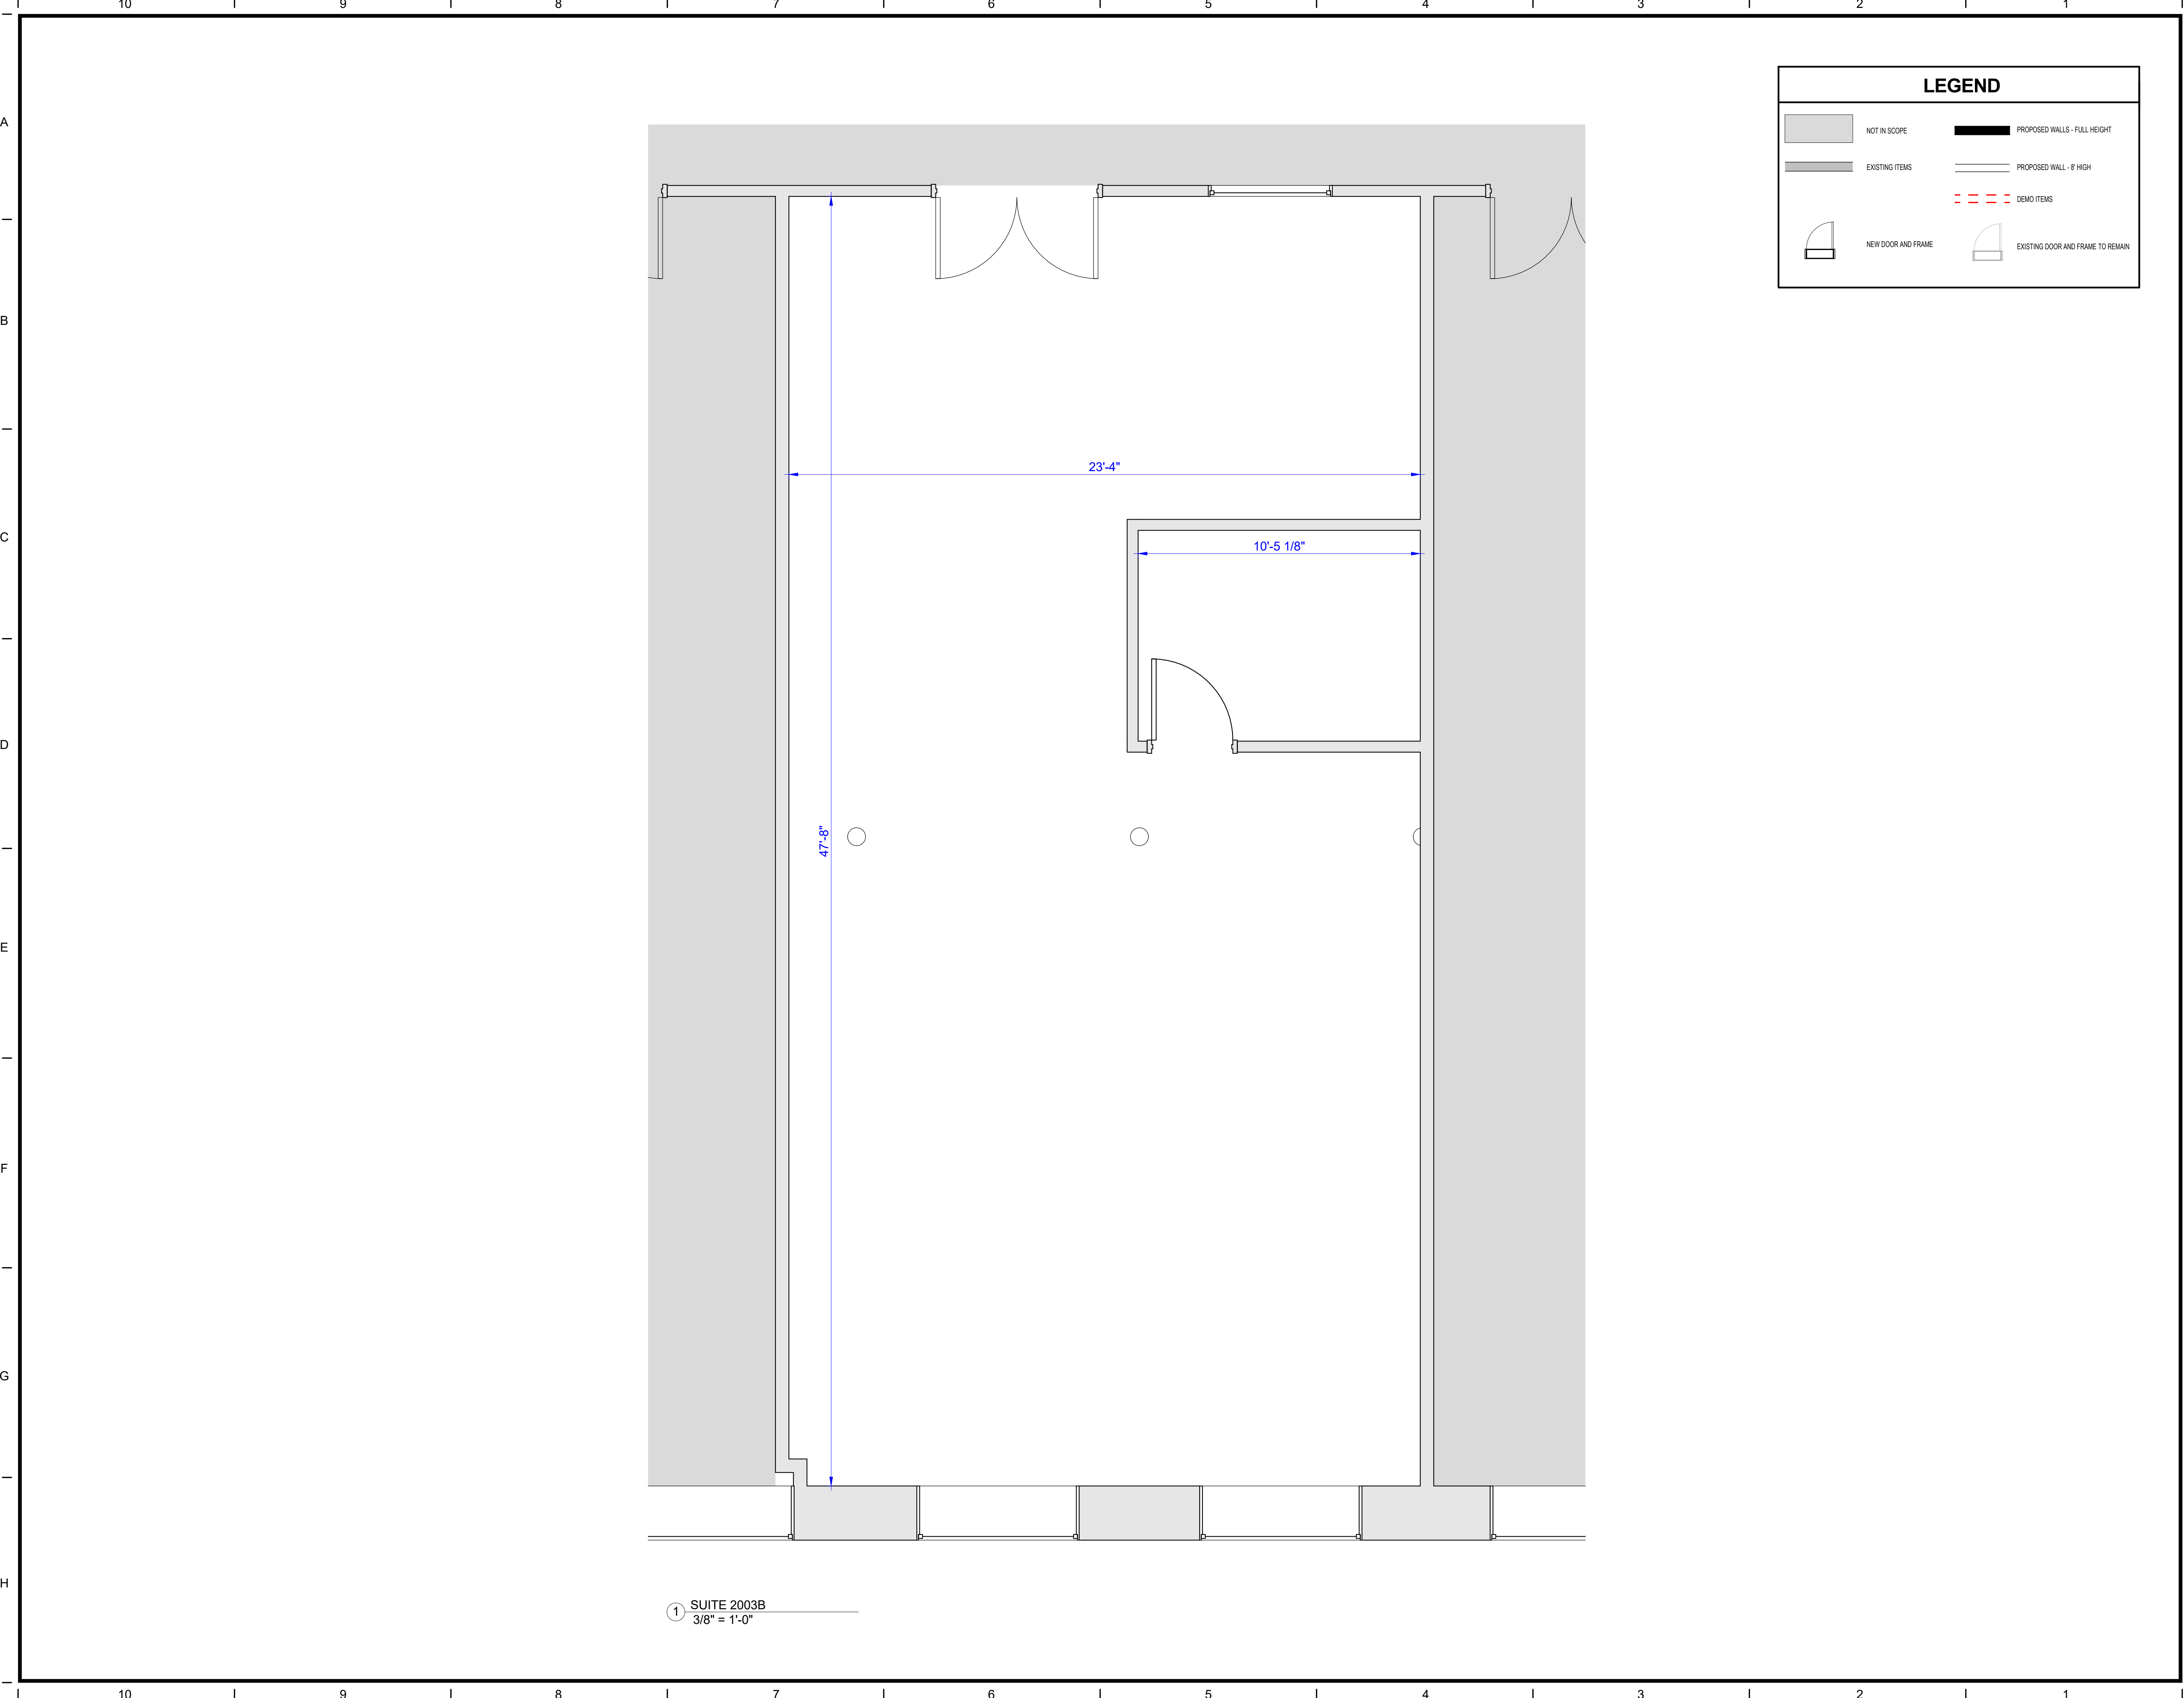 10 9 8 7 6 5 4 3 2 1
A
B
C
D
E
F
G
H
LEGEND
NOT IN SCOPE
PROPOSED WALLS - FULL HEIGHT
EXISTING ITEMS
PROPOSED WALL - 8' HIGH
DEMO ITEMS
NEW DOOR AND FRAME
EXISTING DOOR AND FRAME TO REMAIN
23'-4"
10'-5 1/8"
47'-8"
1 SUITE 2003B
3/8" = 1'-0"
10 9 8 7 6 5 4 3 2 1